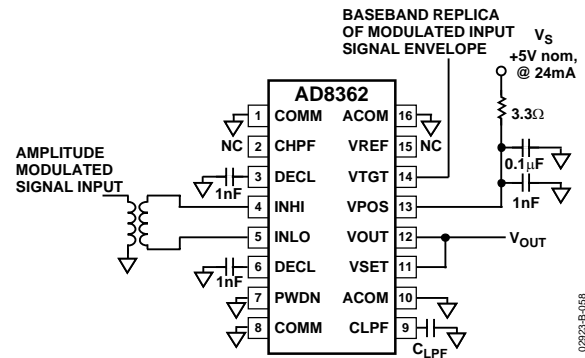 BASEBAND REPLICA
OF MODULATED INPUT
SIGNAL ENVELOPE
VS
+5V nom,
@ 24mA
3.3Ω
0.1μF
1nF
AMPLITUDE
MODULATED
SIGNAL INPUT
AD8362
1 COMM ACOM 16
NC NC
2 CHPF VREF 15
3 DECL VTGT 14
1nF
4 INHI VPOS 13
5 INLO VOUT 12
VOUT
6 DECL VSET 11
1nF
7 PWDN ACOM 10
8 COMM CLPF 9
CLPF
02923-B-058